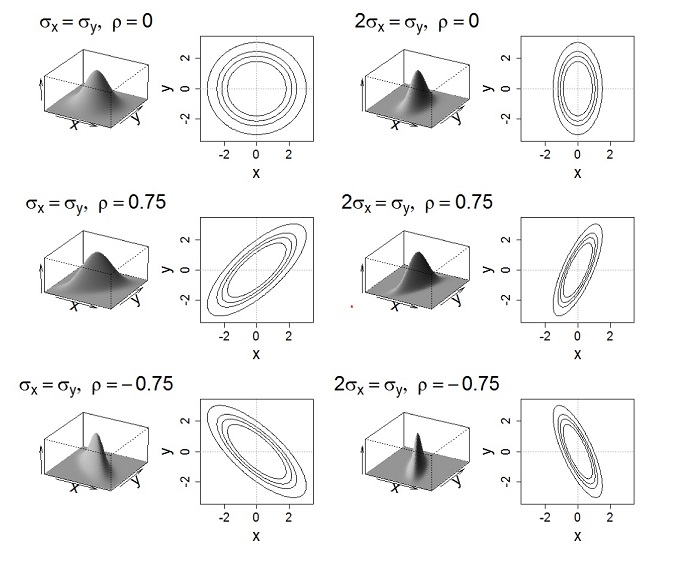 σx = σy, ρ = 0
2σx = σy, ρ = 0
x
y
y
2
0
-2
-2 0 2
x
x
y
y
2
0
-2
-2 0 2
x
σx = σy, ρ = 0.75
2σx = σy, ρ = 0.75
x
y
y
2
0
-2
-2 0 2
x
x
y
y
2
0
-2
-2 0 2
x
σx = σy, ρ = −0.75
2σx = σy, ρ = −0.75
x
y
y
2
0
-2
-2 0 2
x
x
y
y
2
0
-2
-2 0 2
x